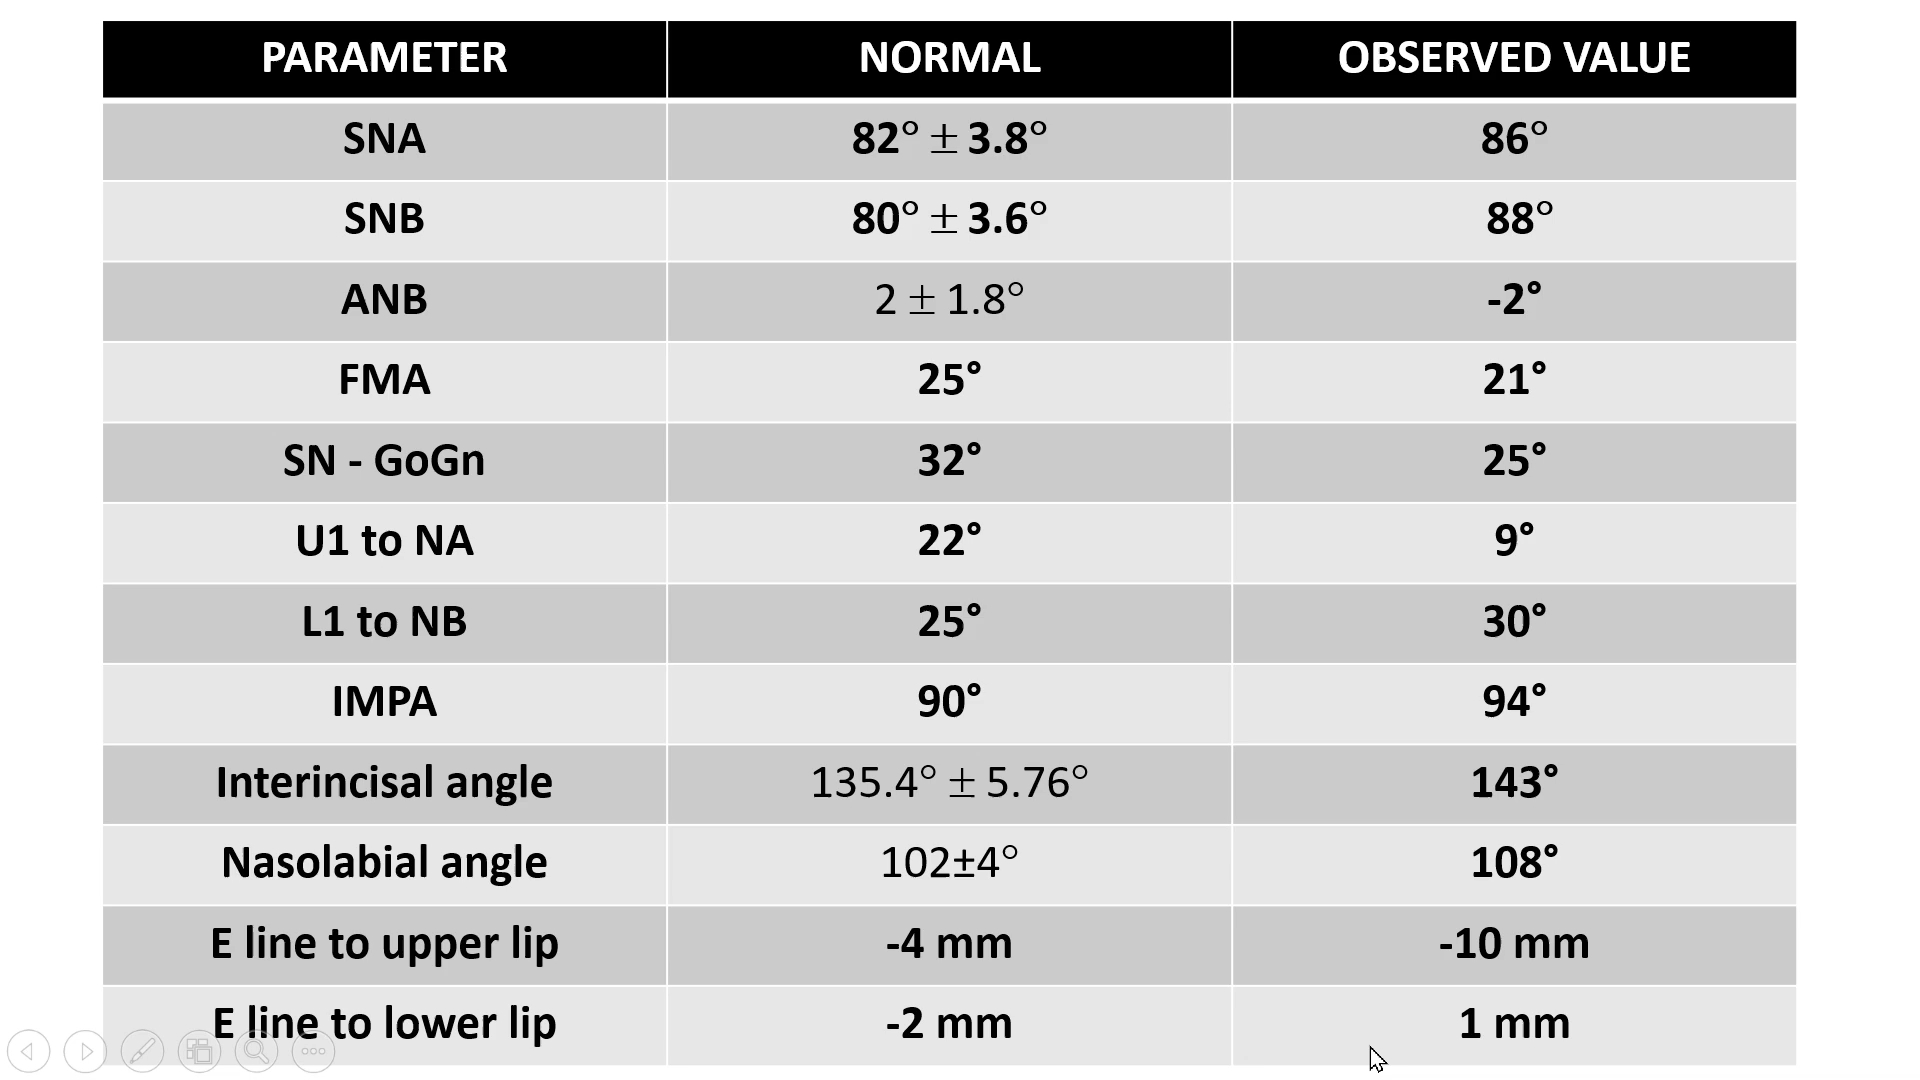 PARAMETER NORMAL OBSERVED VALUE
SNA 82° ± 3.8° 86°
SNB 80° ± 3.6° 88°
ANB 2 ± 1.8° -2°
FMA 25° 21°
SN - GoGn 32° 25°
U1 to NA 22° 9°
L1 to NB 25° 30°
IMPA 90° 94°
Interincisal angle 135.4° ± 5.76° 143°
Nasolabial angle 102±4° 108°
E line to upper lip -4 mm -10 mm
E line to lower lip -2 mm 1 mm